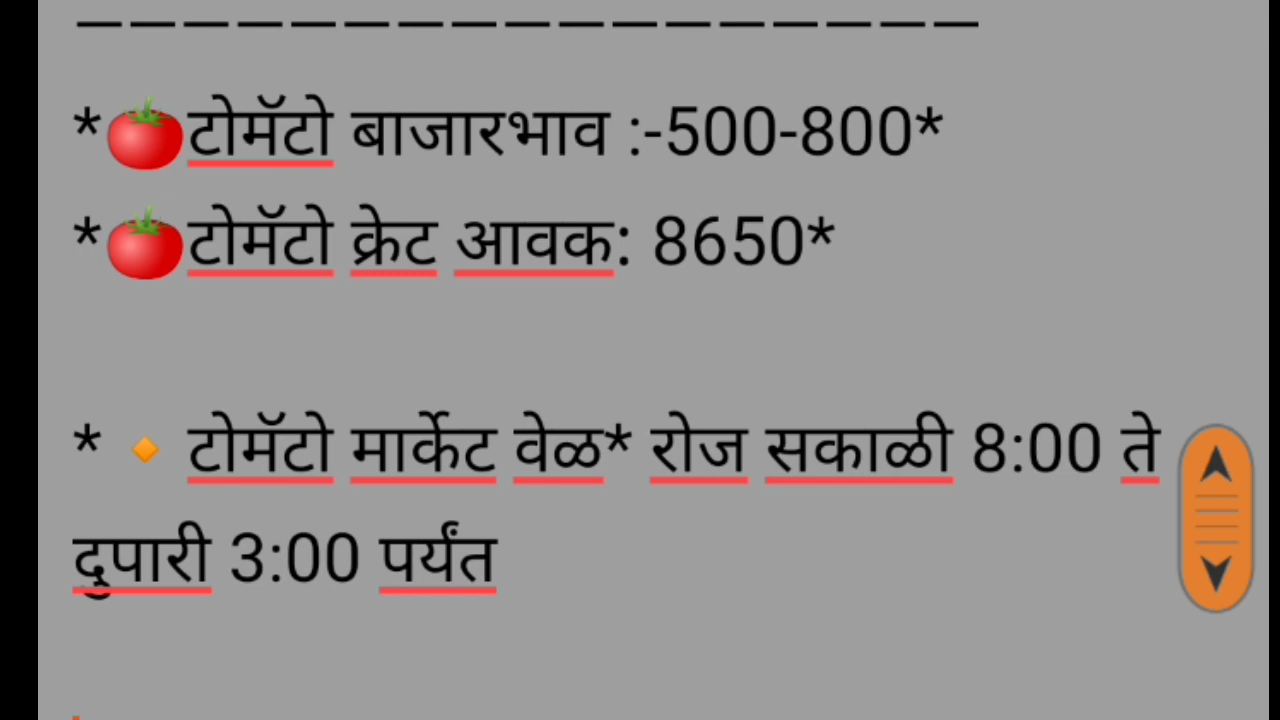 *🍅टोमॅटो बाजारभाव :-500-800*
*🍅टोमॅटो क्रेट आवक: 8650*
* 🔸 टोमॅटो मार्केट वेळ* रोज सकाळी 8:00 ते
दुपारी 3:00 पर्यंत